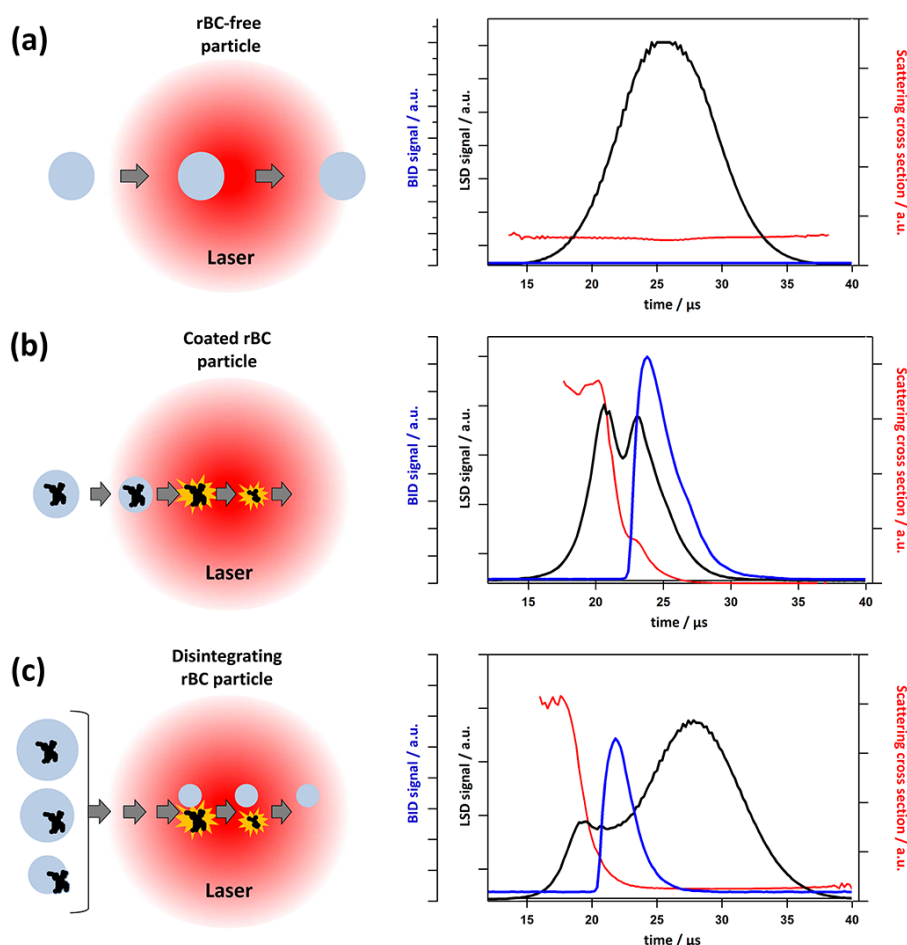 (a)
rBC-free
particle
Laser
BID signal / a.u.
LSD signal / a.u.
Scattering cross section / a.u.
15 20 25 30 35 40
time / µs
(b)
Coated rBC
particle
Laser
BID signal / a.u.
LSD signal / a.u.
Scattering cross section / a.u.
15 20 25 30 35 40
time / µs
(c)
Disintegrating
rBC particle
Laser
BID signal / a.u.
LSD signal / a.u.
Scattering cross section / a.u.
15 20 25 30 35 40
time / µs